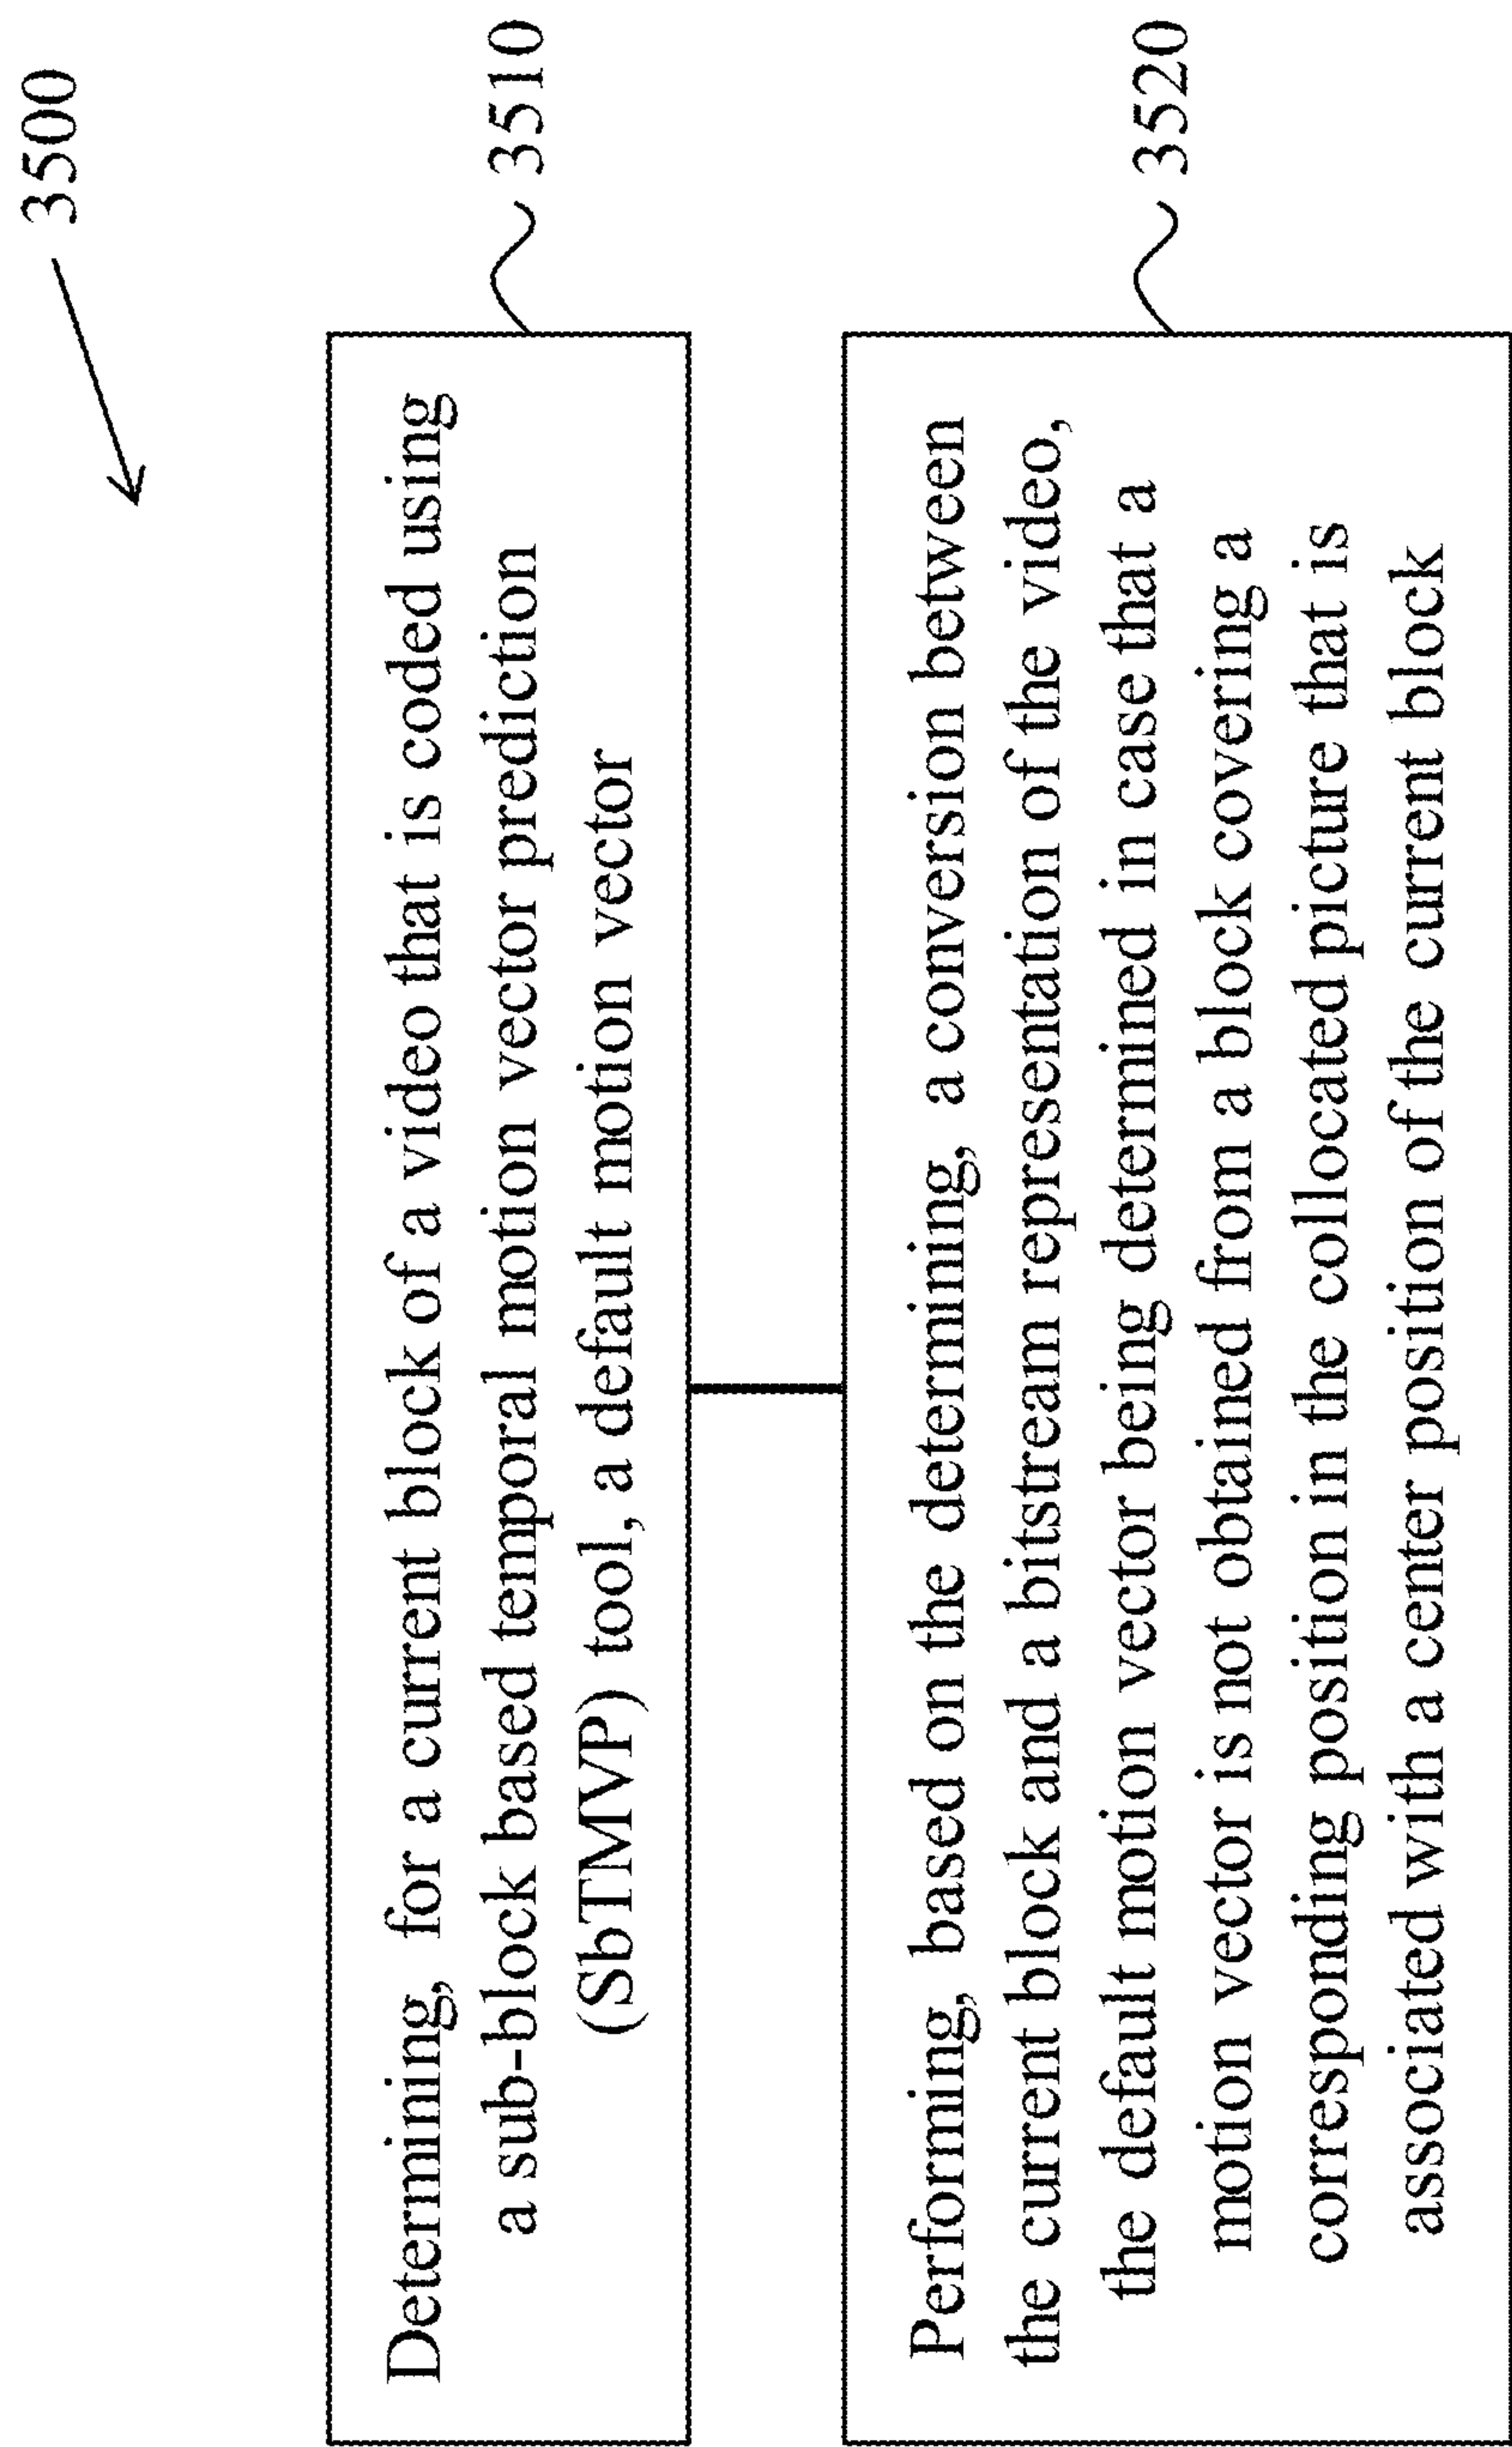 3500
Determining, for a current block of a video that is coded using
a sub-block based temporal motion vector prediction
(SbTMVP) tool, a default motion vector
3510
Performing, based on the determining, a conversion between
the current block and a bitstream representation of the video,
the default motion vector being determined in case that a
motion vector is not obtained from a block covering a
corresponding position in the collocated picture that is
associated with a center position of the current block
3520